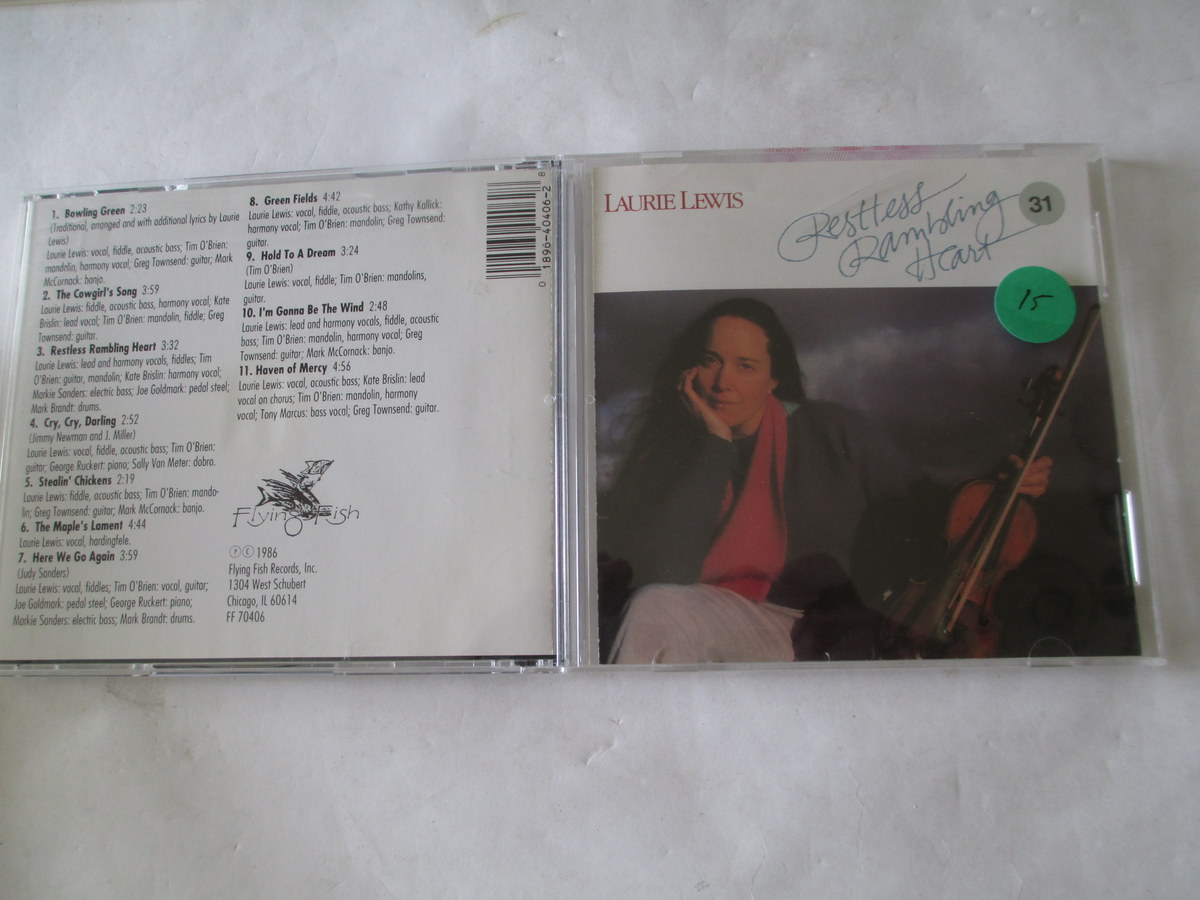 1. Bowling Green 2:23
(Traditional, arranged and with additional lyrics by Laurie
Lewis)
Laurie Lewis: vocal, fiddle, acoustic bass; Tim O'Brien:
mandolin, harmony vocal; Greg Townsend: guitar; Mark
McCornack: banjo.
2. The Cowgirl's Song 3:59
Laurie Lewis: fiddle, acoustic bass, harmony vocal; Kate
Brislin: lead vocal; Tim O'Brien: mandolin, fiddle; Greg
Townsend: guitar.
3. Restless Rambling Heart 3:32
Laurie Lewis: lead and harmony vocals, fiddles; Tim
O'Brien: guitar, mandolin; Kate Brislin: harmony vocal;
Markie Sanders: electric bass; Joe Goldmark: pedal steel;
Mark Brandt: drums.
4. Cry, Cry, Darling 2:52
(Jimmy Newman and J. Miller)
Laurie Lewis: vocal, fiddle, acoustic bass; Tim O'Brien:
guitar; George Ruckert: piano; Sally Van Meter: dobro.
5. Stealin' Chickens 2:19
Laurie Lewis: fiddle, acoustic bass; Tim O'Brien: mando-
lin; Greg Townsend: guitar; Mark McCornack: banjo.
6. The Maple's Lament 4:44
Laurie Lewis: vocal, hardingfele.
7. Here We Go Again 3:59
(Judy Sanders)
Laurie Lewis: vocal, fiddles; Tim O'Brien: vocal, guitar;
Joe Goldmark: pedal steel; George Ruckert: piano;
Markie Sanders: electric bass; Mark Brandt: drums.
8. Green Fields 4:42
Laurie Lewis: vocal, fiddle, acoustic bass; Kathy Kallick:
harmony vocal; Tim O'Brien: mandolin; Greg Townsend:
guitar.
9. Hold To A Dream 3:24
(Tim O'Brien)
Laurie Lewis: vocal, fiddle; Tim O'Brien: mandolins,
guitar.
10. I'm Gonna Be The Wind 2:48
Laurie Lewis: lead and harmony vocals, fiddle, acoustic
bass; Tim O'Brien: mandolin, harmony vocal; Greg
Townsend: guitar; Mark McCornack: banjo.
11. Haven of Mercy 4:56
Laurie Lewis: vocal, acoustic bass; Kate Brislin: lead
vocal on chorus; Tim O'Brien: mandolin, harmony
vocal; Tony Marcus: bass vocal; Greg Townsend: guitar.
Flying Fish
℗© 1986
Flying Fish Records, Inc.
1304 West Schubert
Chicago, IL 60614
FF 70406
0 1896-40406-2 8
LAURIE LEWIS
Restless
Rambling
Heart
31
15